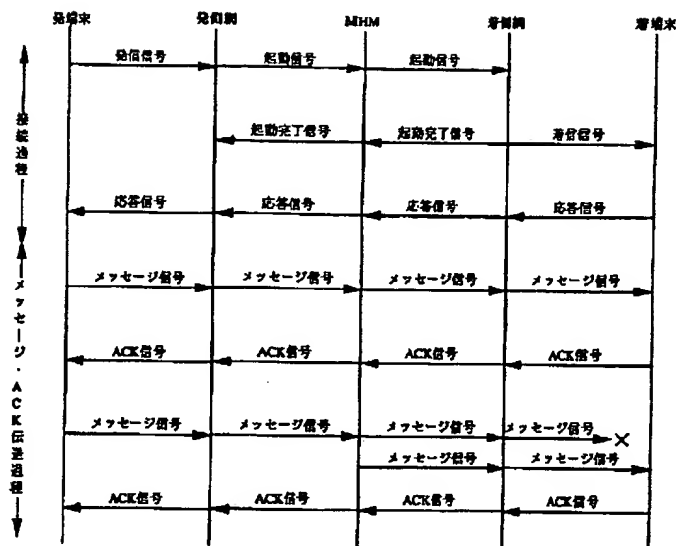 発端末 発側網 MHM 着側網 着端末
発信信号 起動信号 起動信号
起動完了信号 起動完了信号 着信信号
接続過程
応答信号 応答信号 応答信号 応答信号
メッセージ信号 メッセージ信号 メッセージ信号 メッセージ信号
ACK信号 ACK信号 ACK信号 ACK信号
メッセージ・ACK伝送過程
メッセージ信号 メッセージ信号 メッセージ信号 メッセージ信号 ×
メッセージ信号 メッセージ信号
ACK信号 ACK信号 ACK信号 ACK信号